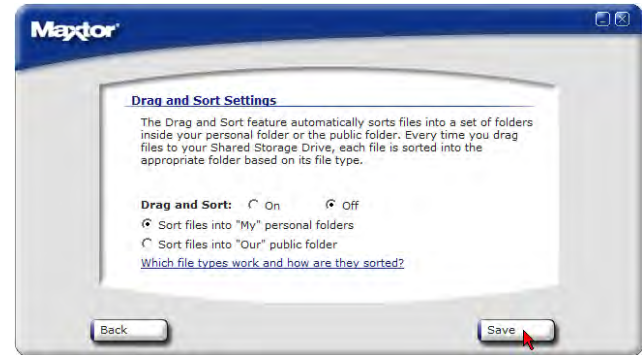 Maxtor
Drag and Sort Settings
The Drag and Sort feature automatically sorts files into a set of folders
inside your personal folder or the public folder. Every time you drag
files to your Shared Storage Drive, each file is sorted into the
appropriate folder based on its file type.
Drag and Sort: On Off
Sort files into "My" personal folders
Sort files into "Our" public folder
Which file types work and how are they sorted?
Back Save